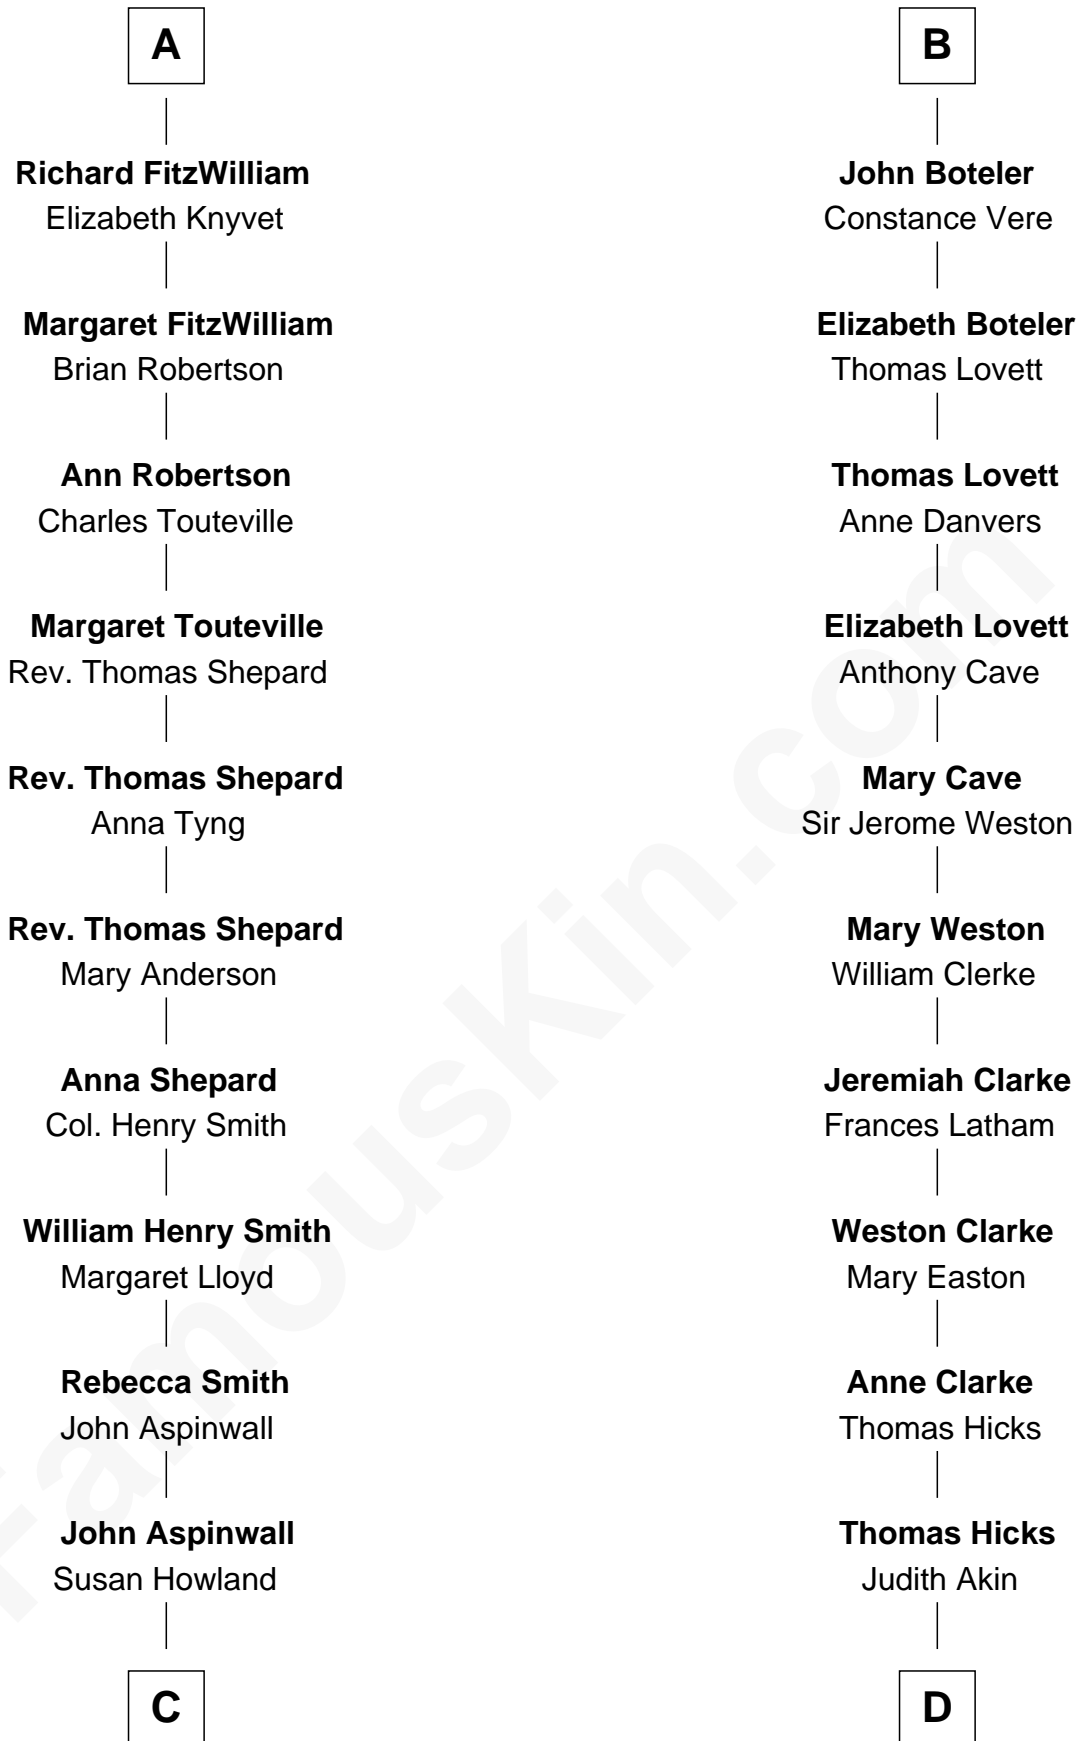 A
Richard FitzWilliam
Elizabeth Knyvet
Margaret FitzWilliam
Brian Robertson
Ann Robertson
Charles Touteville
Margaret Touteville
Rev. Thomas Shepard
Rev. Thomas Shepard
Anna Tyng
Rev. Thomas Shepard
Mary Anderson
Anna Shepard
Col. Henry Smith
William Henry Smith
Margaret Lloyd
Rebecca Smith
John Aspinwall
John Aspinwall
Susan Howland
C
B
John Boteler
Constance Vere
Elizabeth Boteler
Thomas Lovett
Thomas Lovett
Anne Danvers
Elizabeth Lovett
Anthony Cave
Mary Cave
Sir Jerome Weston
Mary Weston
William Clerke
Jeremiah Clarke
Frances Latham
Weston Clarke
Mary Easton
Anne Clarke
Thomas Hicks
Thomas Hicks
Judith Akin
D
FamousKin.com